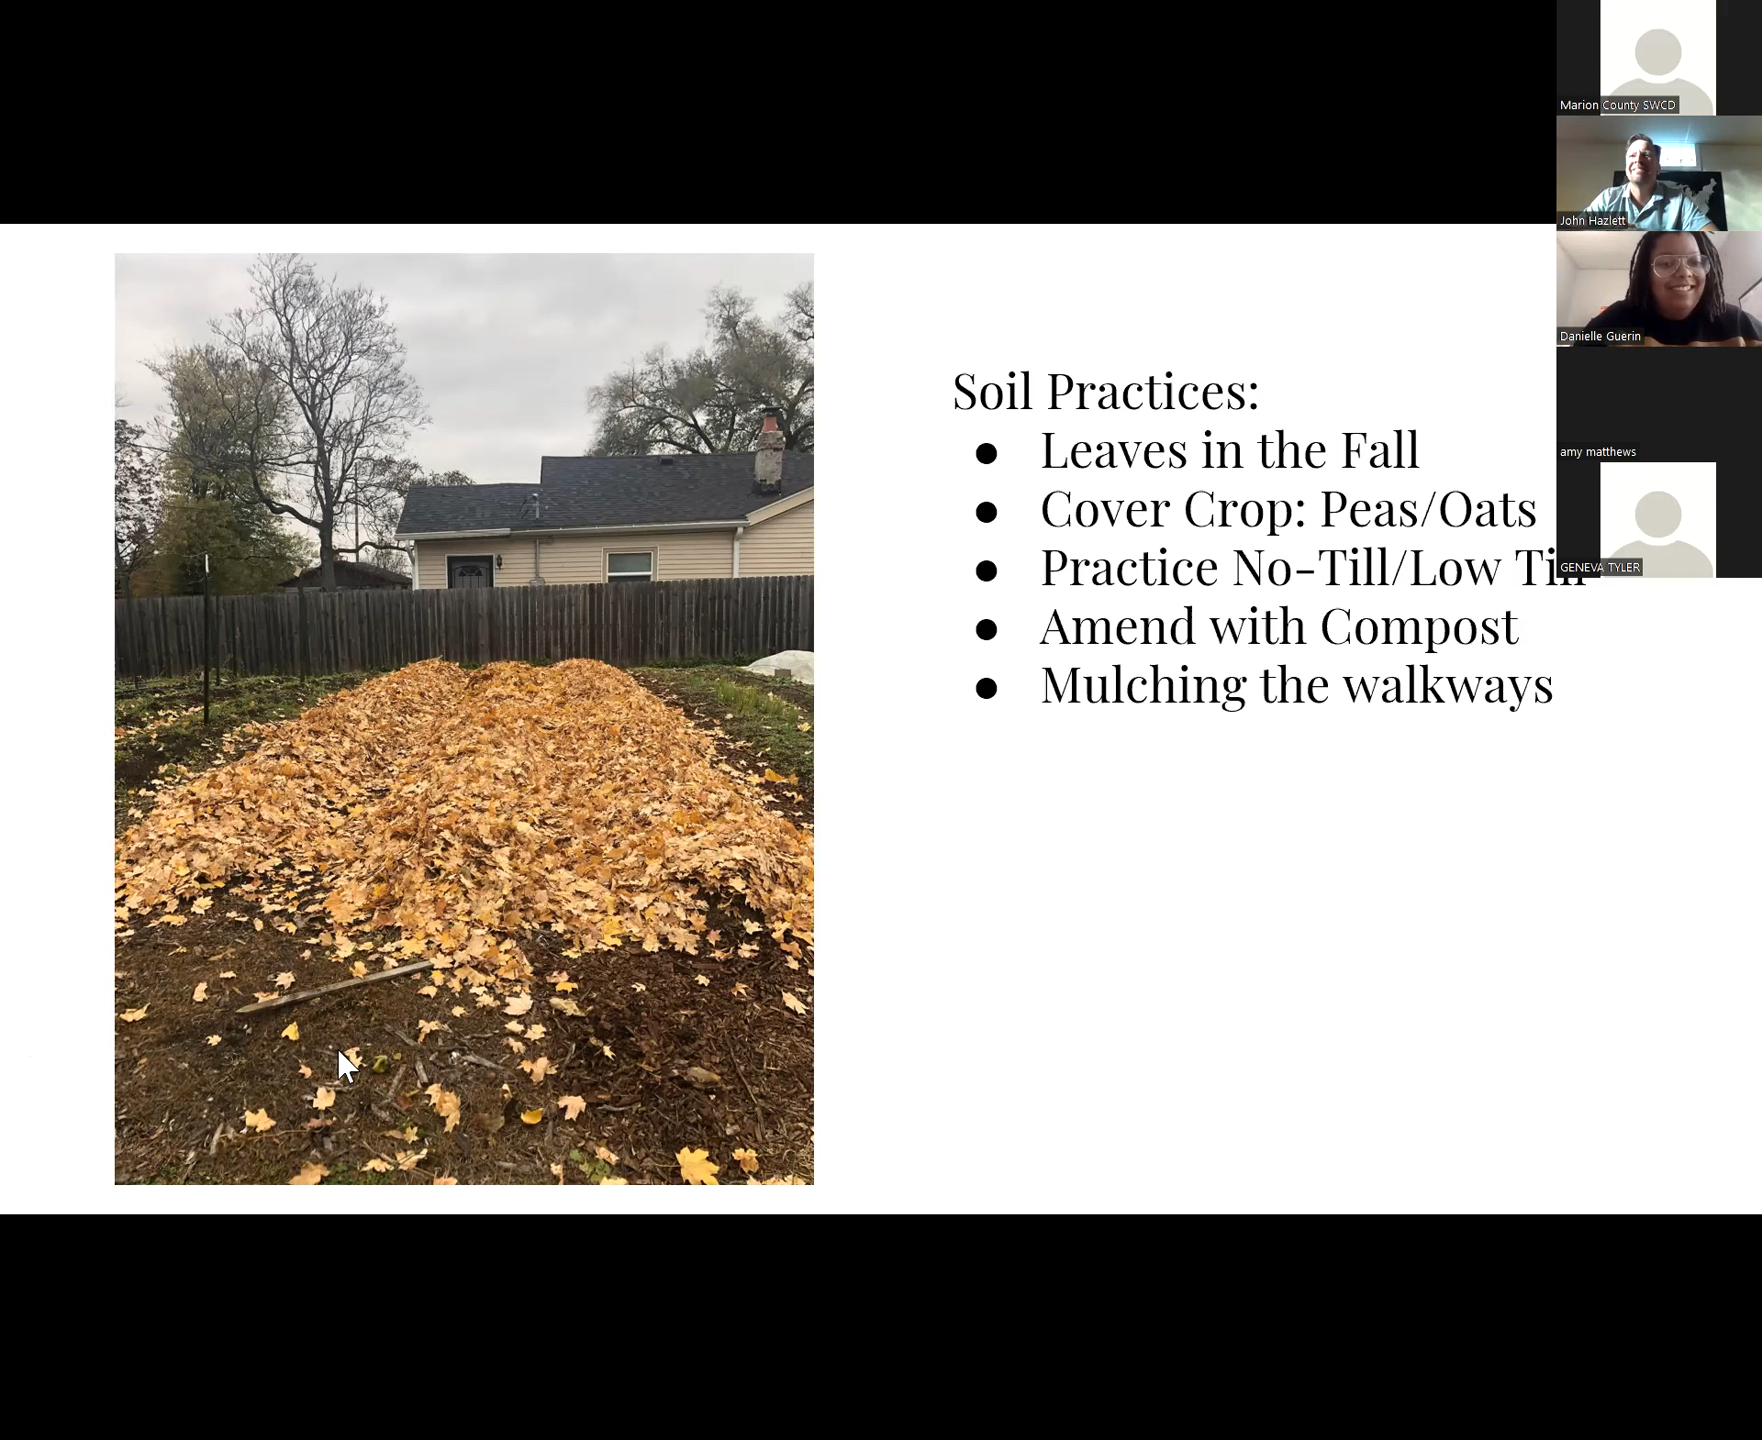 Marion County SWCD
John Hazlett
Danielle Guerin
amy matthews
GENEVA TYLER
Soil Practices:
● Leaves in the Fall
● Cover Crop: Peas/Oats
● Practice No-Till/Low Till
● Amend with Compost
● Mulching the walkways